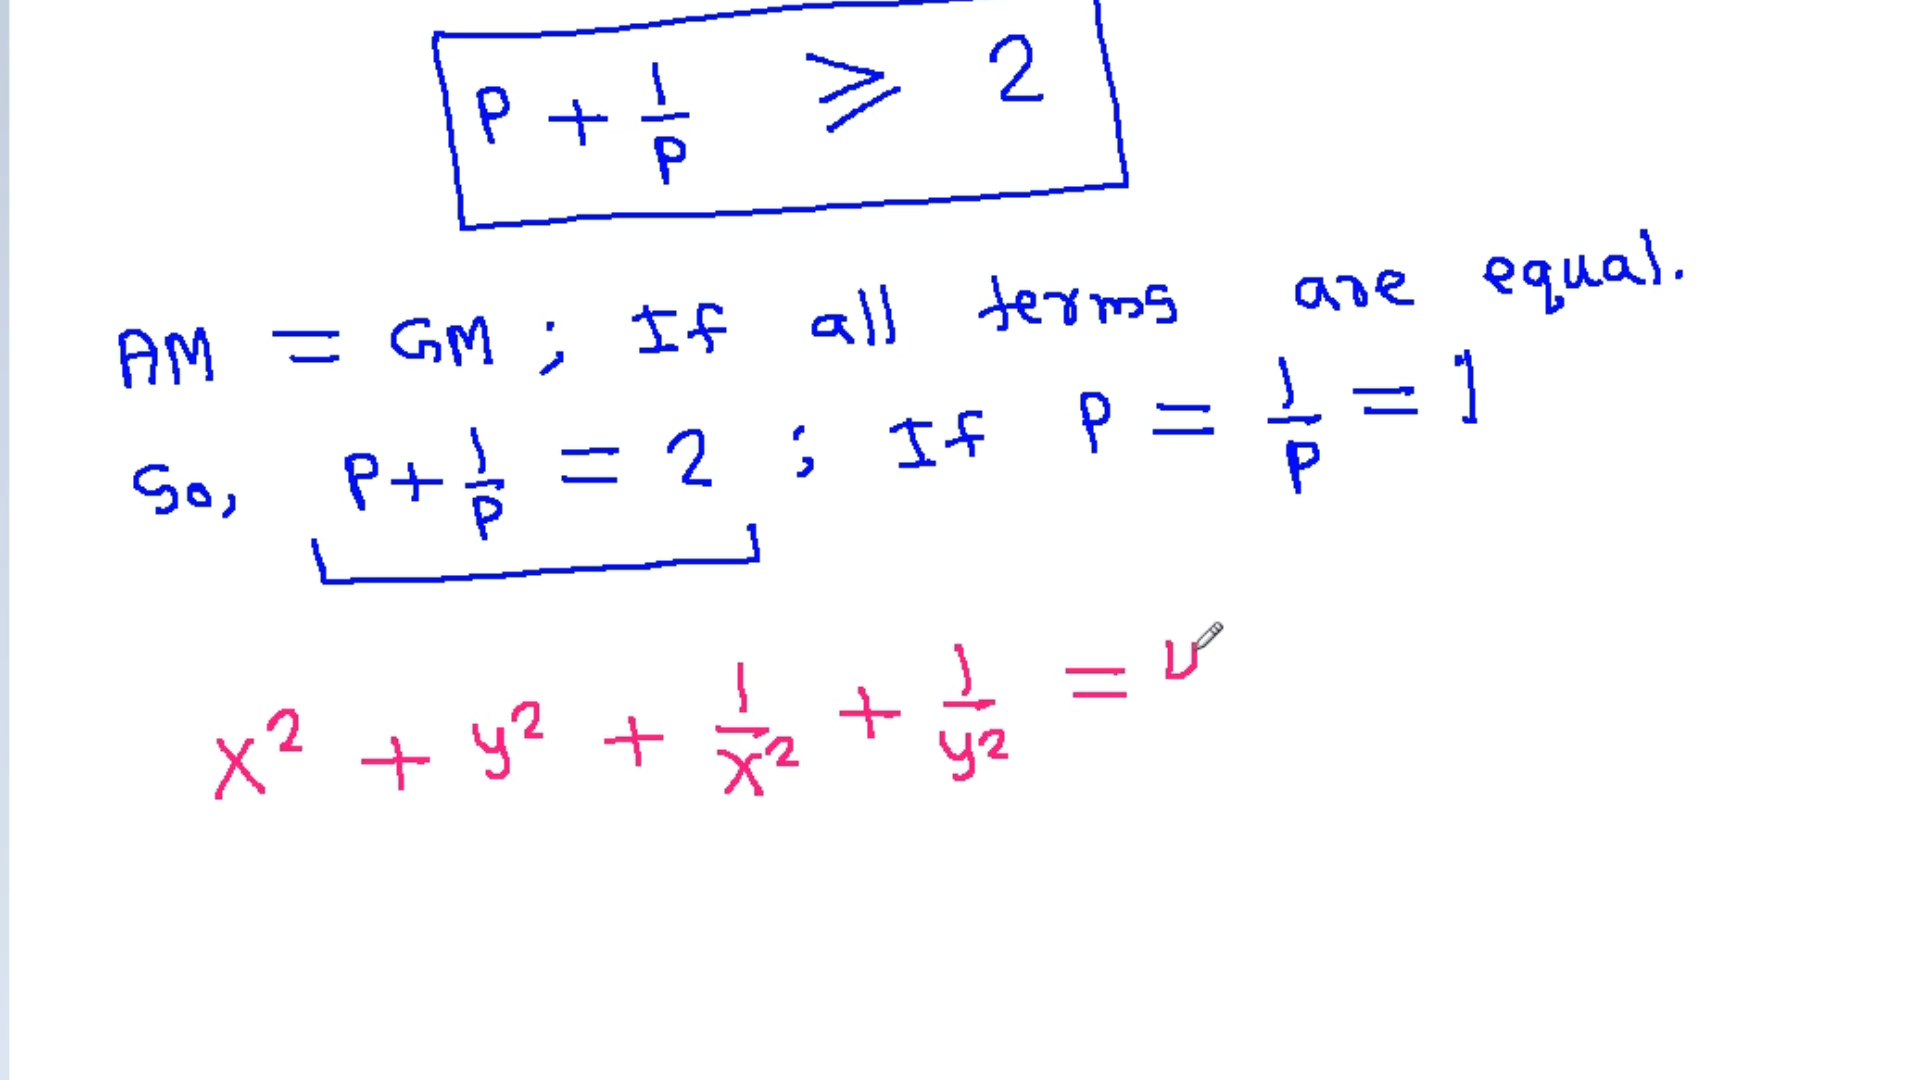 P + 1/P ⩾ 2
AM = GM ; If all terms are equal.
So, P + 1/P = 2 ; If P = 1/P = 1
x² + y² + 1/x² + 1/y² =